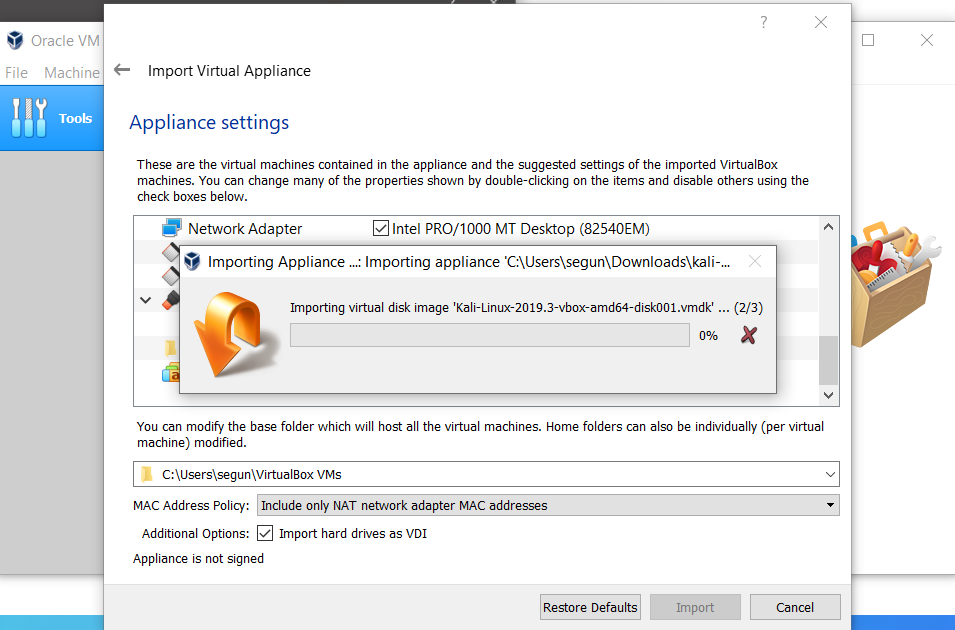 ?
Oracle VM
File Machine
Import Virtual Appliance
Tools
Appliance settings
These are the virtual machines contained in the appliance and the suggested settings of the imported VirtualBox
machines. You can change many of the properties shown by double-clicking on the items and disable others using the
check boxes below.
Network Adapter Intel PRO/1000 MT Desktop (82540EM)
Importing Appliance ...: Importing appliance 'C:\Users\segun\Downloads\kali-...
Importing virtual disk image 'Kali-Linux-2019.3-vbox-amd64-disk001.vmdk' ... (2/3)
0%
You can modify the base folder which will host all the virtual machines. Home folders can also be individually (per virtual
machine) modified.
C:\Users\segun\VirtualBox VMs
MAC Address Policy: Include only NAT network adapter MAC addresses
Additional Options: Import hard drives as VDI
Appliance is not signed
Restore Defaults Import Cancel